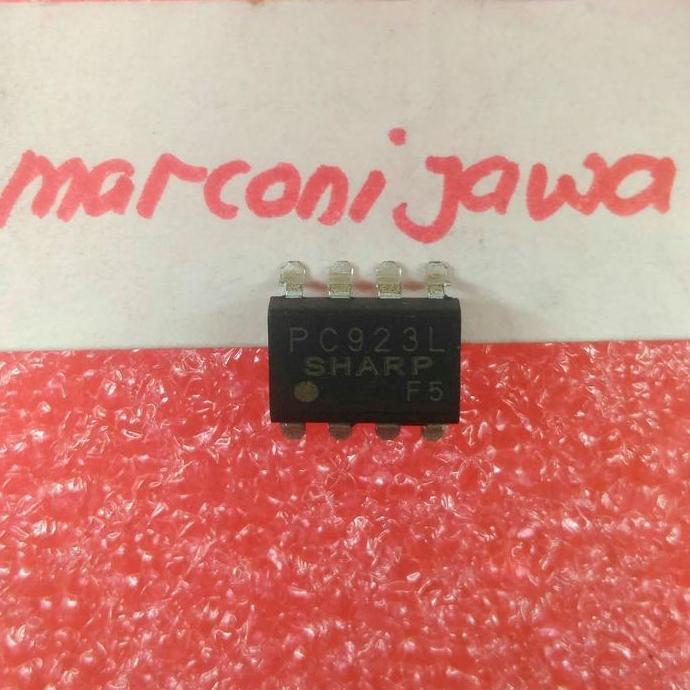 marconi jawa
PC923L
SHARP
F5